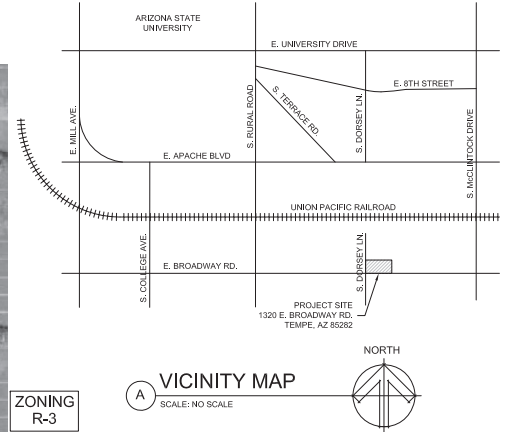 ARIZONA STATE
UNIVERSITY
E. UNIVERSITY DRIVE
E. 8TH STREET
E. MILL AVE.
S. RURAL ROAD
S. TERRACE RD.
S. DORSEY LN.
S. McCLINTOCK DRIVE
E. APACHE BLVD
UNION PACIFIC RAILROAD
S. COLLEGE AVE.
S. DORSEY LN.
E. BROADWAY RD.
PROJECT SITE
1320 E. BROADWAY RD.
TEMPE, AZ 85282
NORTH
A
VICINITY MAP
SCALE: NO SCALE
ZONING
R-3